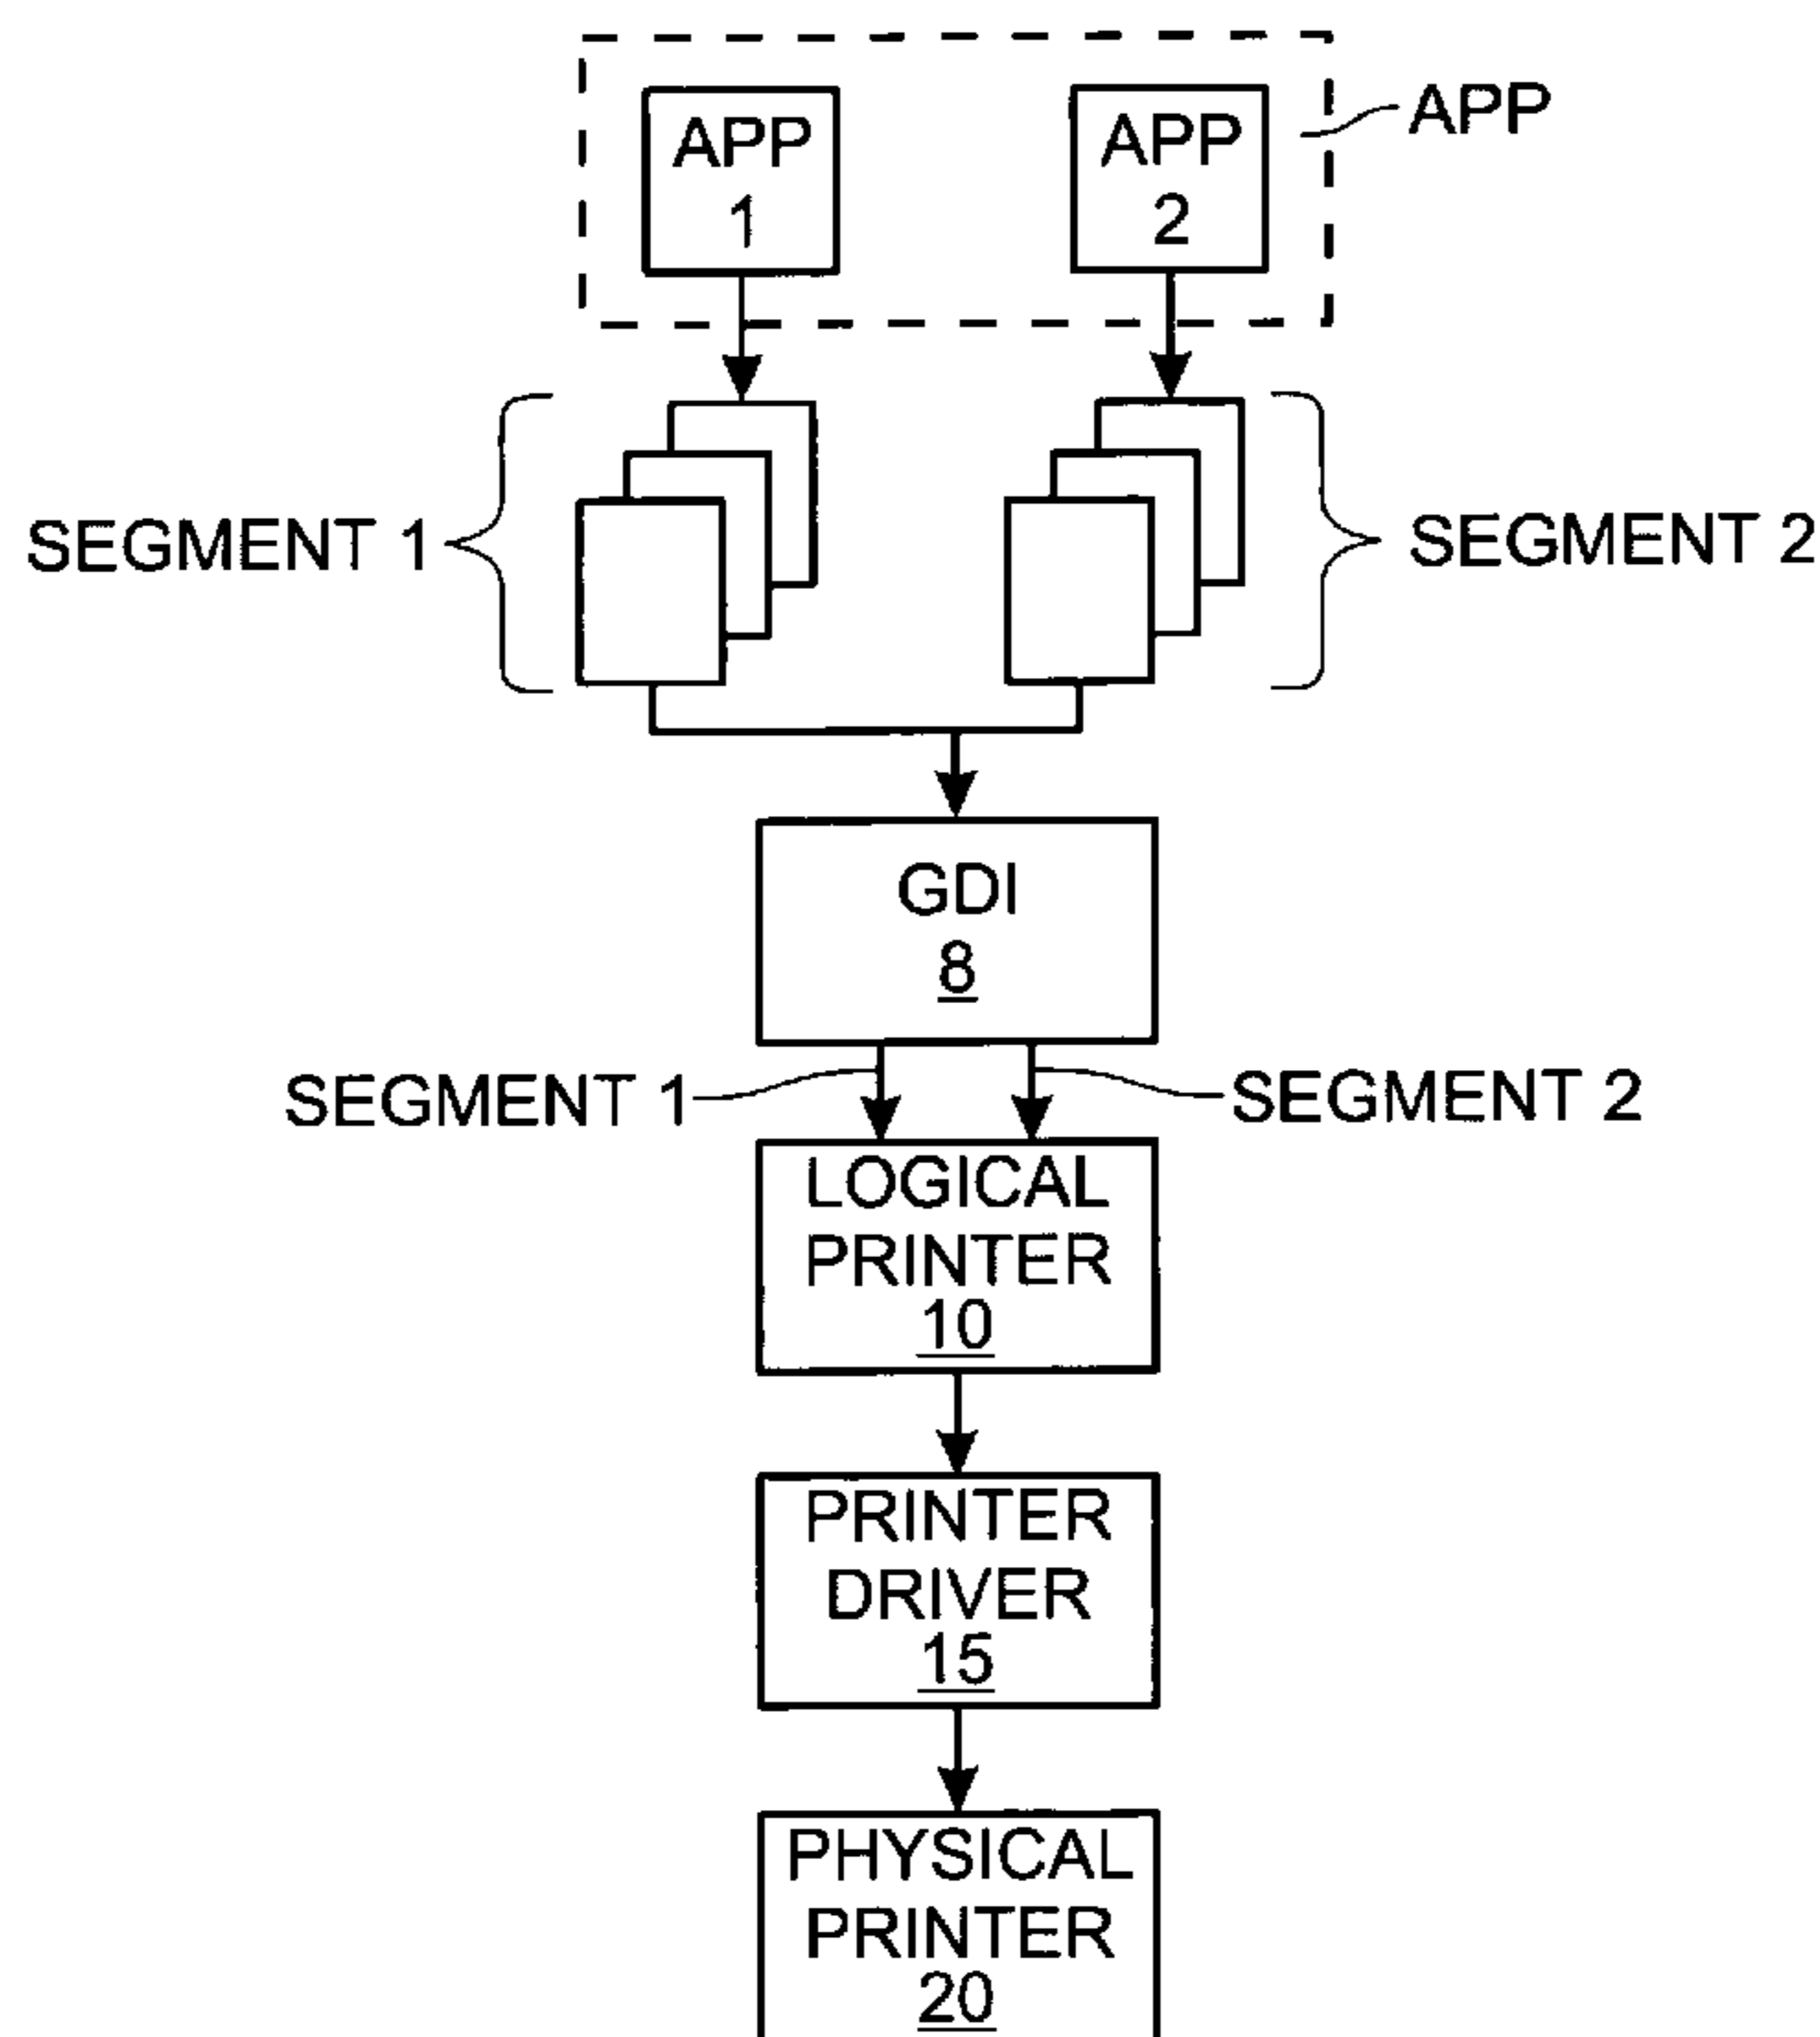 APP
1
APP
2
APP
SEGMENT 1
SEGMENT 2
GDI
8
SEGMENT 1
SEGMENT 2
LOGICAL
PRINTER
10
PRINTER
DRIVER
15
PHYSICAL
PRINTER
20